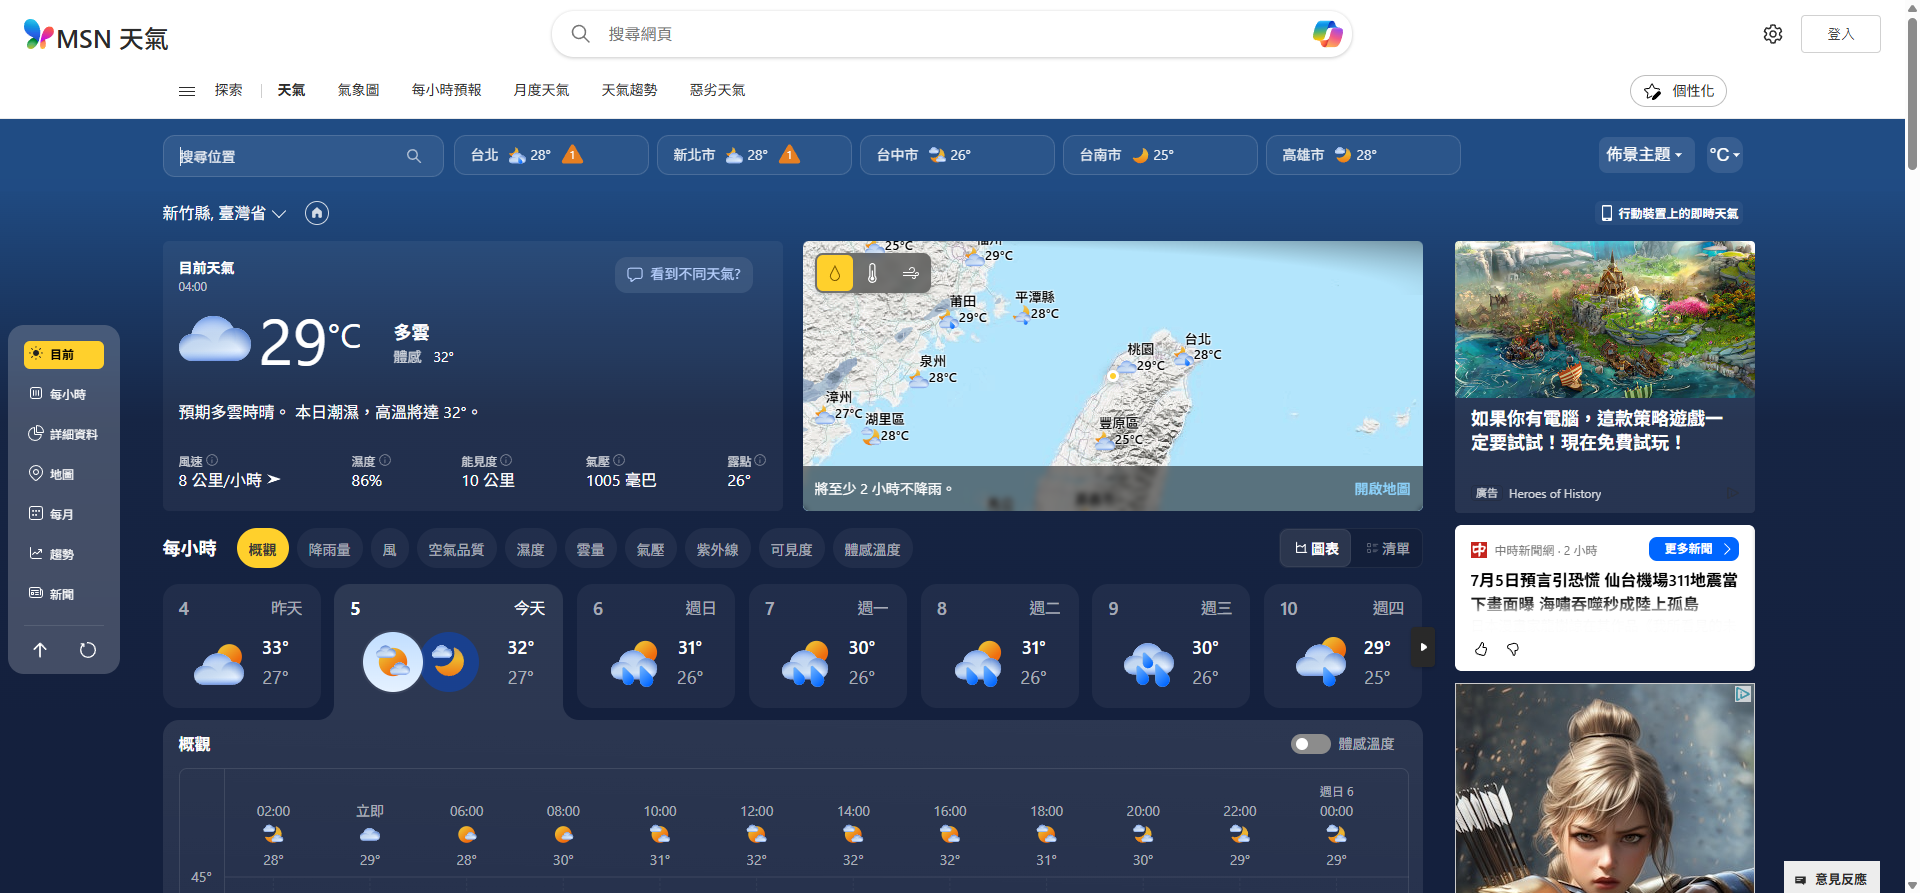 MSN 天氣
搜尋網頁
登入
探索
天氣
氣象圖
每小時預報
月度天氣
天氣趨勢
惡劣天氣
個性化
搜尋位置
台北 28° 1
新北市 28° 1
台中市 26°
台南市 25°
高雄市 28°
佈景主題
°C
新竹縣, 臺灣省
行動裝置上的即時天氣
目前天氣
04:00
看到不同天氣?
29°C
多雲
體感 32°
預期多雲時晴。 本日潮濕，高溫將達 32°。
風速
8 公里/小時
濕度
86%
能見度
10 公里
氣壓
1005 毫巴
露點
26°
25°C
福州
29°C
莆田
29°C
平潭縣
28°C
台北
28°C
桃園
29°C
泉州
28°C
漳州
27°C
湖里區
28°C
豐原區
25°C
將至少 2 小時不降雨。
開啟地圖
如果你有電腦，這款策略遊戲一
定要試試！現在免費試玩！
廣告 Heroes of History
目前
每小時
詳細資料
地圖
每月
趨勢
新聞
每小時
概觀
降雨量
風
空氣品質
濕度
雲量
氣壓
紫外線
可見度
體感溫度
圖表
清單
4 昨天
33°
27°
5 今天
32°
27°
6 週日
31°
26°
7 週一
30°
26°
8 週二
31°
26°
9 週三
30°
26°
10 週四
29°
25°
中時新聞網 · 2 小時
更多新聞
7月5日預言引恐慌 仙台機場311地震當
下畫面曝 海嘯吞噬秒成陸上孤島
概觀
體感溫度
週日 6
02:00 立即 06:00 08:00 10:00 12:00 14:00 16:00 18:00 20:00 22:00 00:00
28° 29° 28° 30° 31° 32° 32° 32° 31° 30° 29° 29°
45°
意見反應